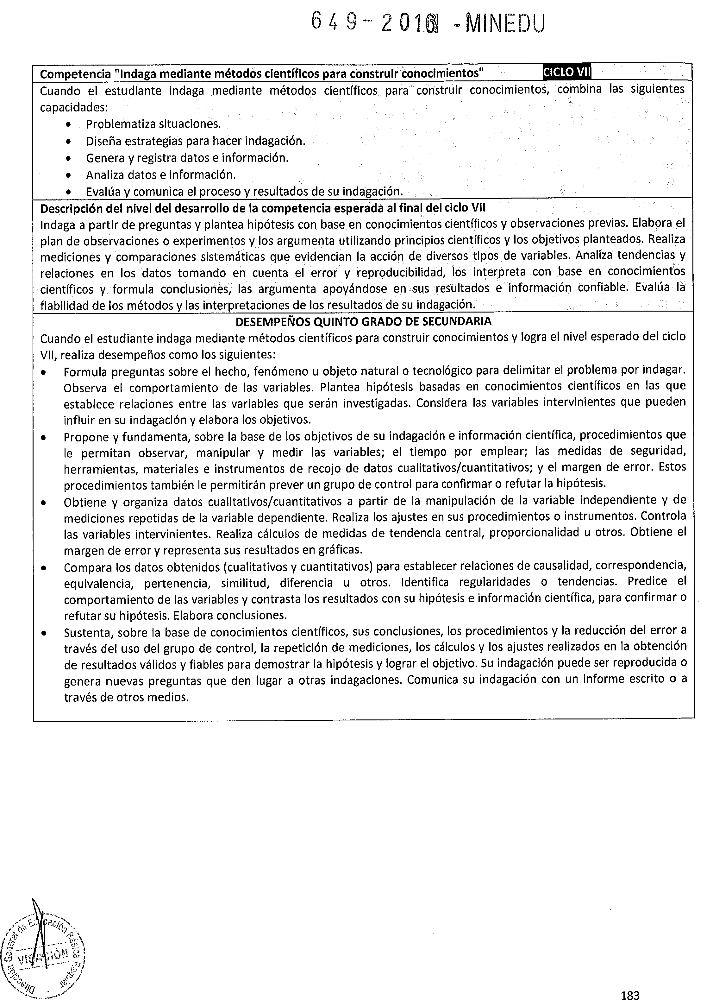 649-2016 -MINEDU
Competencia "Indaga mediante métodos científicos para construir conocimientos" CICLO VII
Cuando el estudiante indaga mediante métodos científicos para construir conocimientos, combina las siguientes
capacidades:
• Problematiza situaciones.
• Diseña estrategias para hacer indagación.
• Genera y registra datos e información.
• Analiza datos e información.
• Evalúa y comunica el proceso y resultados de su indagación.
Descripción del nivel del desarrollo de la competencia esperada al final del ciclo VII
Indaga a partir de preguntas y plantea hipótesis con base en conocimientos científicos y observaciones previas. Elabora el
plan de observaciones o experimentos y los argumenta utilizando principios científicos y los objetivos planteados. Realiza
mediciones y comparaciones sistemáticas que evidencian la acción de diversos tipos de variables. Analiza tendencias y
relaciones en los datos tomando en cuenta el error y reproducibilidad, los interpreta con base en conocimientos
científicos y formula conclusiones, las argumenta apoyándose en sus resultados e información confiable. Evalúa la
fiabilidad de los métodos y las interpretaciones de los resultados de su indagación.
DESEMPEÑOS QUINTO GRADO DE SECUNDARIA
Cuando el estudiante indaga mediante métodos científicos para construir conocimientos y logra el nivel esperado del ciclo
VII, realiza desempeños como los siguientes:
• Formula preguntas sobre el hecho, fenómeno u objeto natural o tecnológico para delimitar el problema por indagar.
Observa el comportamiento de las variables. Plantea hipótesis basadas en conocimientos científicos en las que
establece relaciones entre las variables que serán investigadas. Considera las variables intervinientes que pueden
influir en su indagación y elabora los objetivos.
• Propone y fundamenta, sobre la base de los objetivos de su indagación e información científica, procedimientos que
le permitan observar, manipular y medir las variables; el tiempo por emplear; las medidas de seguridad,
herramientas, materiales e instrumentos de recojo de datos cualitativos/cuantitativos; y el margen de error. Estos
procedimientos también le permitirán prever un grupo de control para confirmar o refutar la hipótesis.
• Obtiene y organiza datos cualitativos/cuantitativos a partir de la manipulación de la variable independiente y de
mediciones repetidas de la variable dependiente. Realiza los ajustes en sus procedimientos o instrumentos. Controla
las variables intervinientes. Realiza cálculos de medidas de tendencia central, proporcionalidad u otros. Obtiene el
margen de error y representa sus resultados en gráficas.
• Compara los datos obtenidos (cualitativos y cuantitativos) para establecer relaciones de causalidad, correspondencia,
equivalencia, pertenencia, similitud, diferencia u otros. Identifica regularidades o tendencias. Predice el
comportamiento de las variables y contrasta los resultados con su hipótesis e información científica, para confirmar o
refutar su hipótesis. Elabora conclusiones.
• Sustenta, sobre la base de conocimientos científicos, sus conclusiones, los procedimientos y la reducción del error a
través del uso del grupo de control, la repetición de mediciones, los cálculos y los ajustes realizados en la obtención
de resultados válidos y fiables para demostrar la hipótesis y lograr el objetivo. Su indagación puede ser reproducida o
genera nuevas preguntas que den lugar a otras indagaciones. Comunica su indagación con un informe escrito o a
través de otros medios.
Dirección General de Educación Básica Regular
VISACIÓN
183